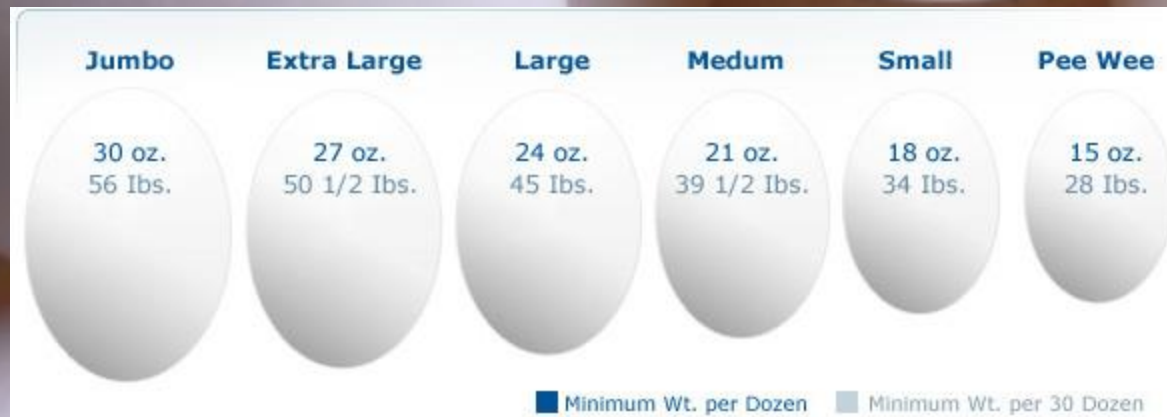 Jumbo Extra Large Large Medum Small Pee Wee
30 oz. 27 oz. 24 oz. 21 oz. 18 oz. 15 oz.
56 Ibs. 50 1/2 Ibs. 45 Ibs. 39 1/2 Ibs. 34 Ibs. 28 Ibs.
Minimum Wt. per Dozen Minimum Wt. per 30 Dozen